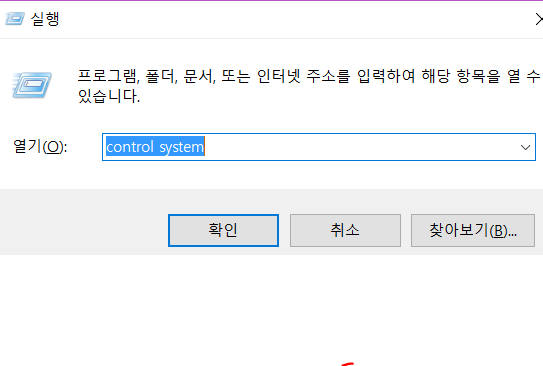 실행
프로그램, 폴더, 문서, 또는 인터넷 주소를 입력하여 해당 항목을 열 수
있습니다.
열기(O): control system
확인 취소 찾아보기(B)...